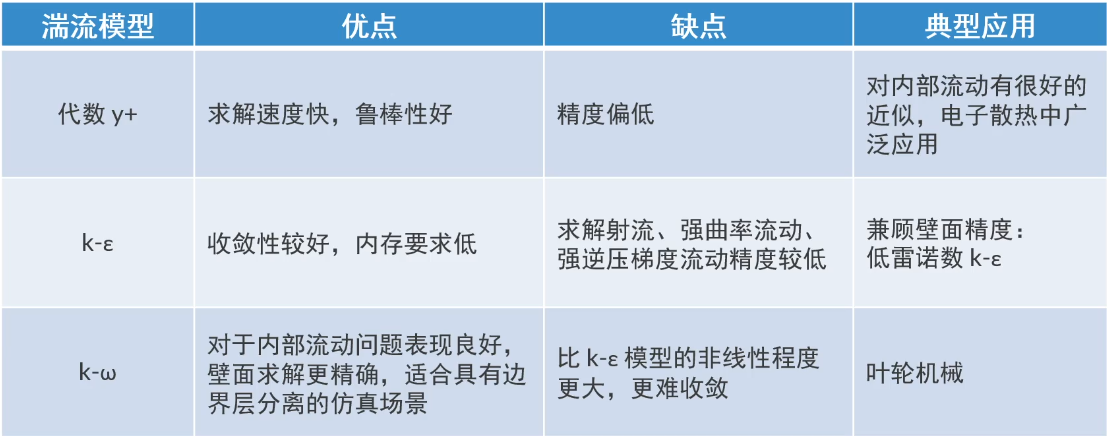 湍流模型
优点
缺点
典型应用
代数 y+
求解速度快，鲁棒性好
精度偏低
对内部流动有很好的
近似，电子散热中广
泛应用
k-ε
收敛性较好，内存要求低
求解射流、强曲率流动、
强逆压梯度流动精度较低
兼顾壁面精度：
低雷诺数 k-ε
k-ω
对于内部流动问题表现良好，
壁面求解更精确，适合具有边
界层分离的仿真场景
比 k-ε 模型的非线性程度
更大，更难收敛
叶轮机械